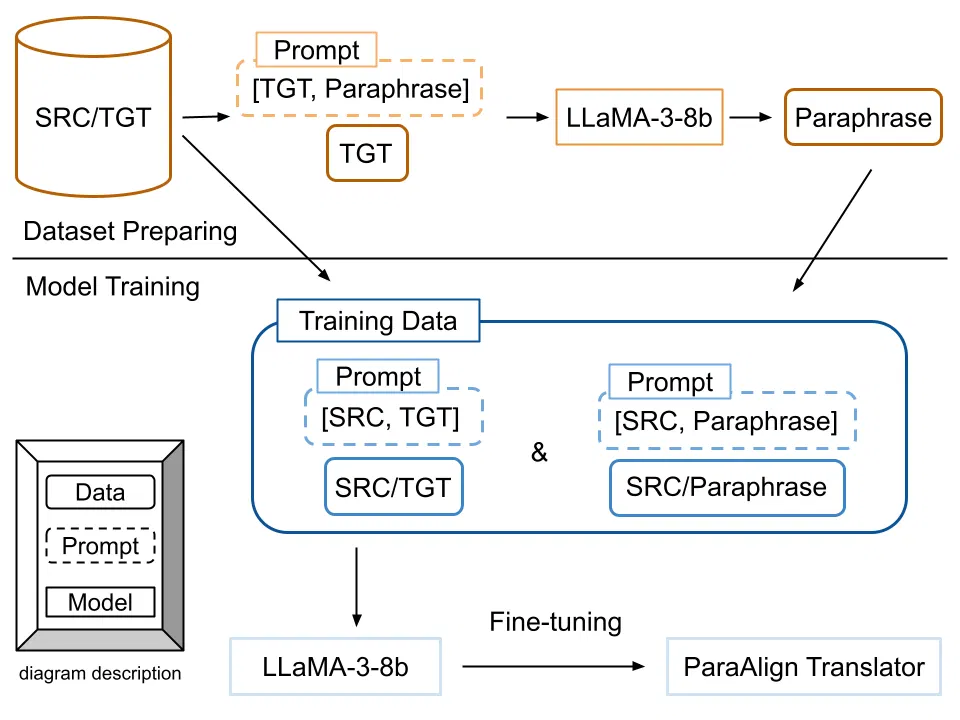 SRC/TGT
Prompt
[TGT, Paraphrase]
TGT
LLaMA-3-8b
Paraphrase
Dataset Preparing
Model Training
Training Data
Prompt
[SRC, TGT]
SRC/TGT
&
Prompt
[SRC, Paraphrase]
SRC/Paraphrase
Data
Prompt
Model
diagram description
LLaMA-3-8b
Fine-tuning
ParaAlign Translator